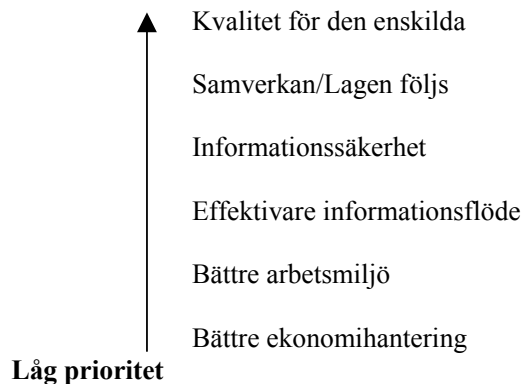 Kvalitet för den enskilda
Samverkan/Lagen följs
Informationssäkerhet
Effektivare informationsflöde
Bättre arbetsmiljö
Bättre ekonomihantering
Låg prioritet